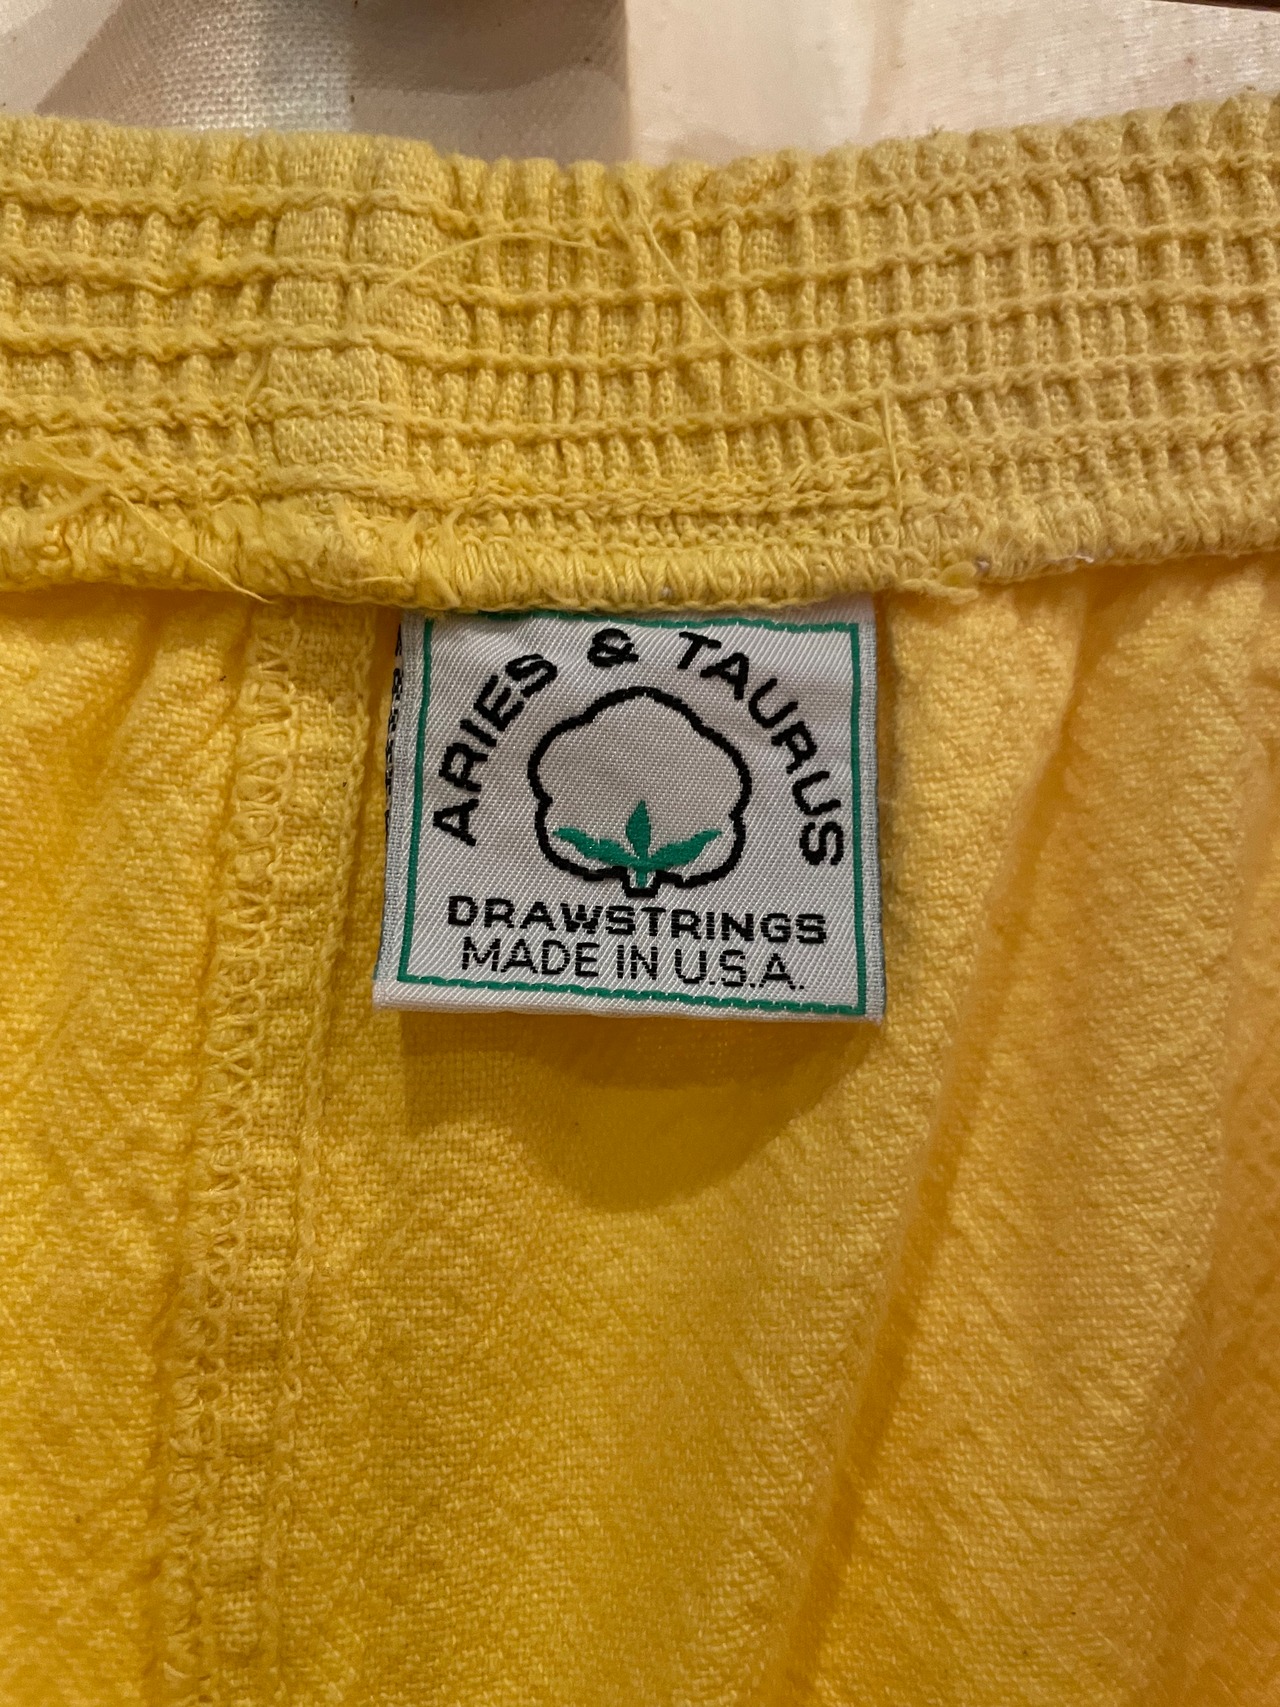 ARIES & TAURUS
DRAWSTRINGS
MADE IN U.S.A.